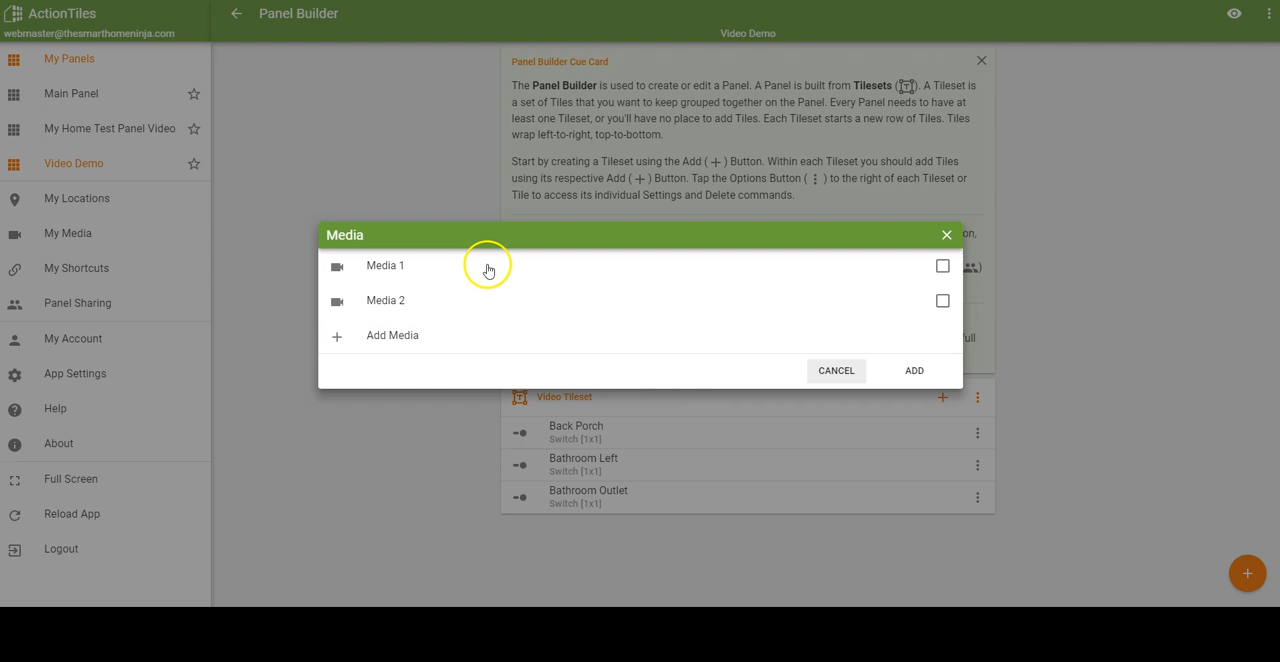 ActionTiles
webmaster@thesmarthomeninja.com
Panel Builder
Video Demo
My Panels
Main Panel
My Home Test Panel Video
Video Demo
My Locations
My Media
My Shortcuts
Panel Sharing
My Account
App Settings
Help
About
Full Screen
Reload App
Logout
Panel Builder Cue Card
The Panel Builder is used to create or edit a Panel. A Panel is built from Tilesets ([T]). A Tileset is
a set of Tiles that you want to keep grouped together on the Panel. Every Panel needs to have at
least one Tileset, or you'll have no place to add Tiles. Each Tileset starts a new row of Tiles. Tiles
wrap left-to-right, top-to-bottom.
Start by creating a Tileset using the Add ( + ) Button. Within each Tileset you should add Tiles
using its respective Add ( + ) Button. Tap the Options Button ( ⋮ ) to the right of each Tileset or
Tile to access its individual Settings and Delete commands.
on,
)
Media
Media 1
Media 2
+ Add Media
CANCEL ADD
Video Tileset
Back Porch
Switch [1x1]
Bathroom Left
Switch [1x1]
Bathroom Outlet
Switch [1x1]